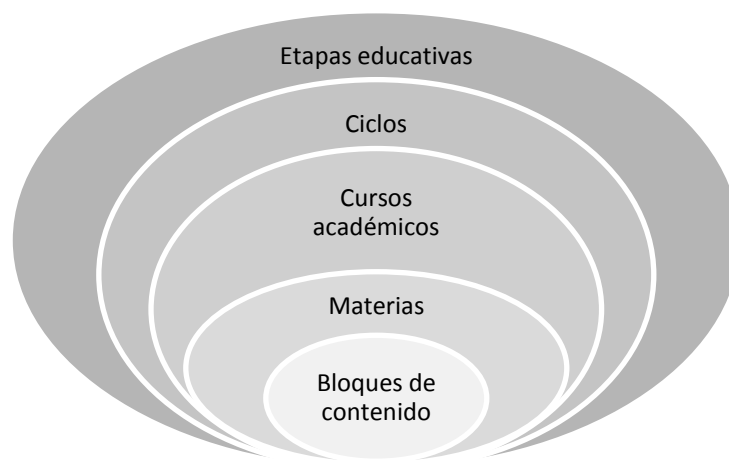 Etapas educativas
Ciclos
Cursos
académicos
Materias
Bloques de
contenido